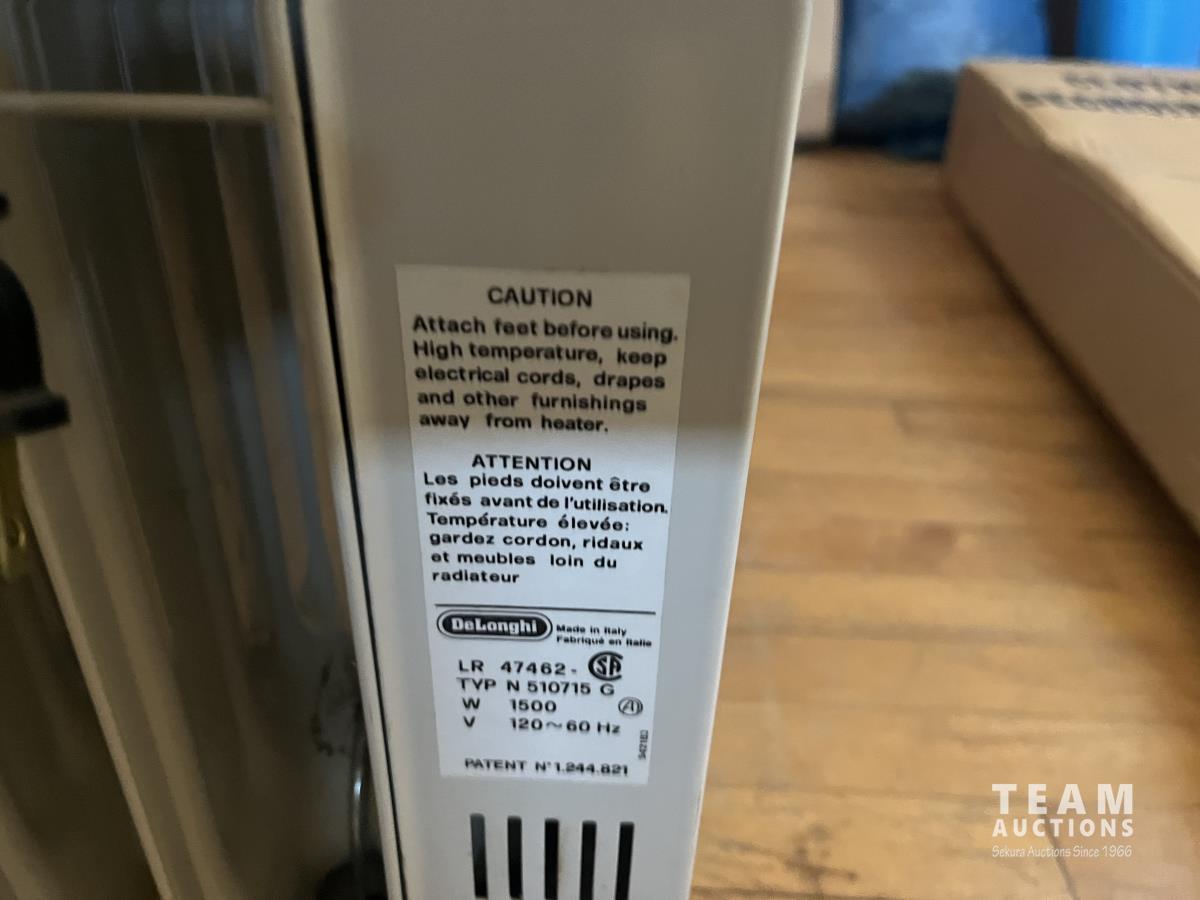 CAUTION
Attach feet before using.
High temperature, keep
electrical cords, drapes
and other furnishings
away from heater.
ATTENTION
Les pieds doivent être
fixés avant de l'utilisation.
Température élevée:
gardez cordon, ridaux
et meubles loin du
radiateur
DeLonghi
Made in Italy
Fabriqué en Italie
LR 47462-
TYP N 510715 G
W 1500
V 120~60 Hz
PATENT N° 1.244.821
TEAM
AUCTIONS
Sekura Auctions Since 1966